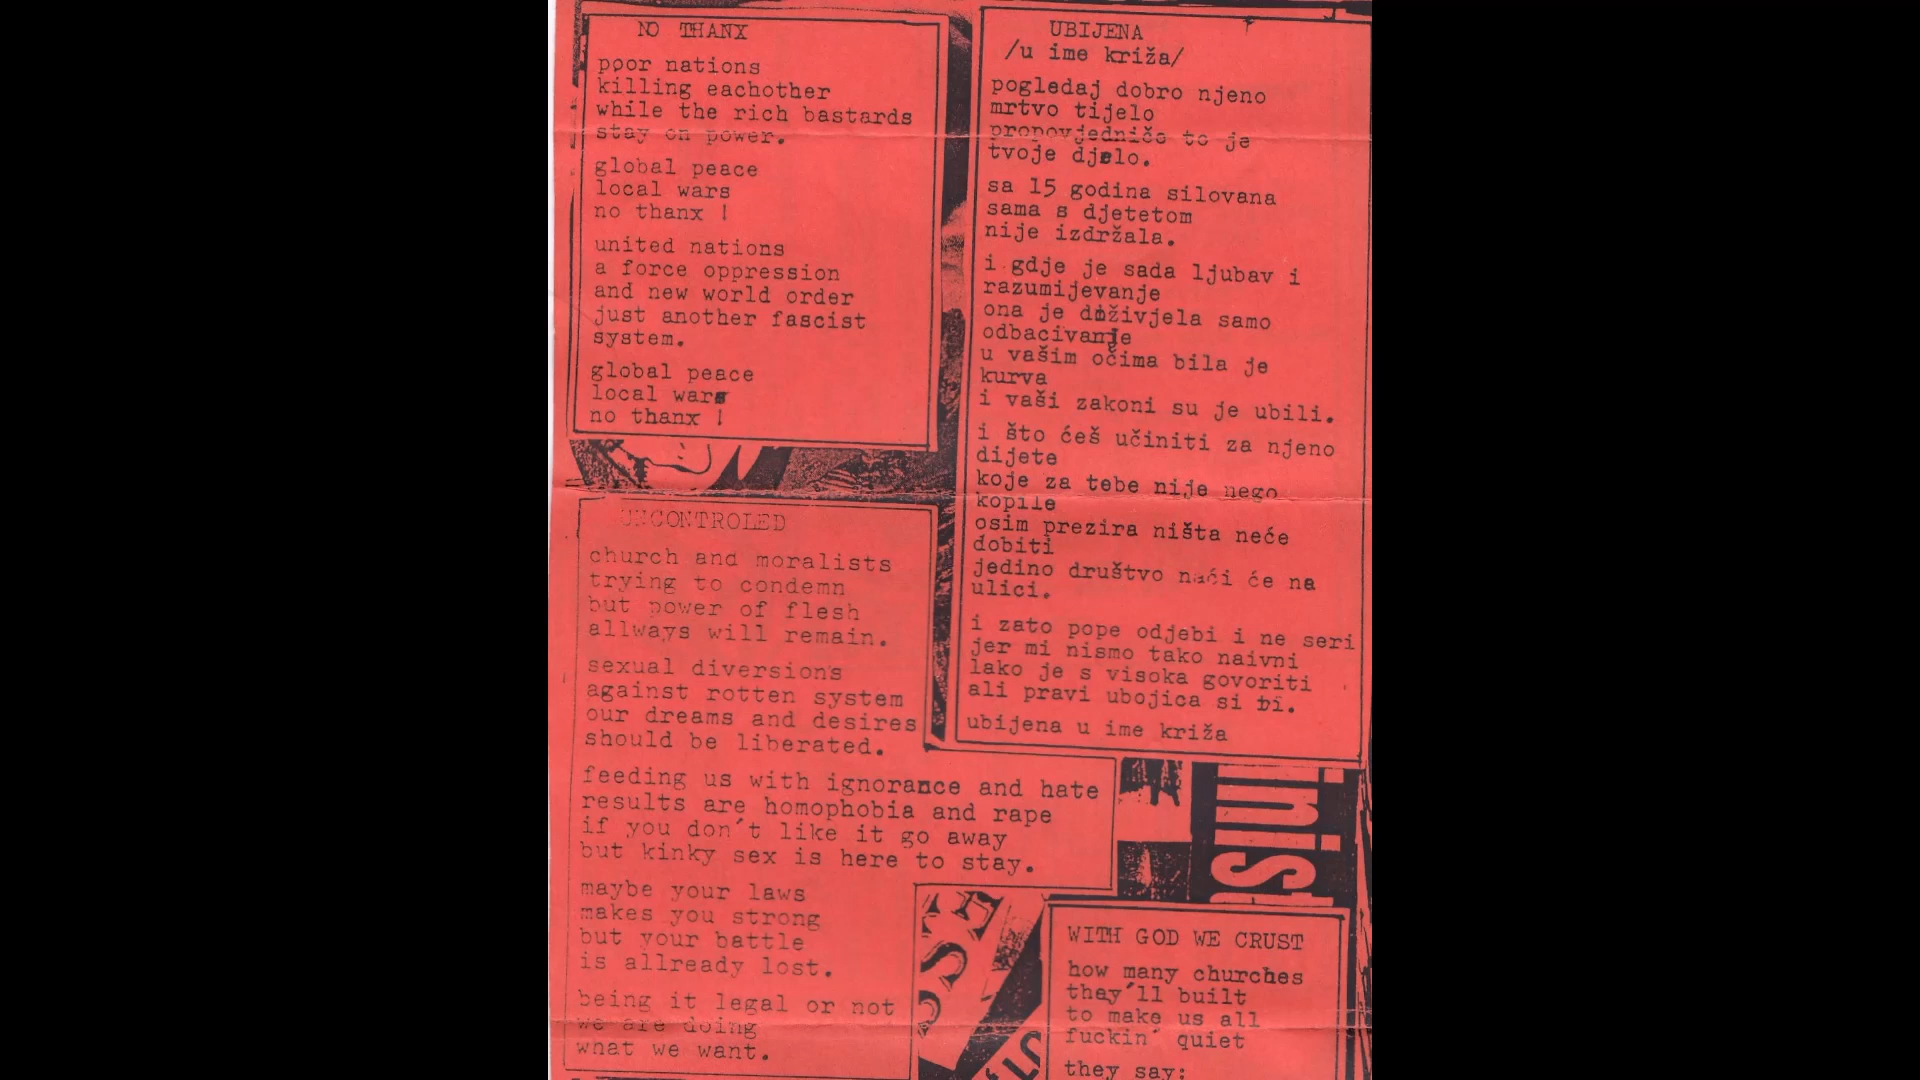 NO THANX
poor nations
killing eachother
while the rich bastards
stay on power.
global peace
local wars
no thanx !
united nations
a force oppression
and new world order
just another fascist
system.
global peace
local wars
no thanx !
UNCONTROLED
church and moralists
trying to condemn
but power of flesh
allways will remain.
sexual diversions
against rotten system
our dreams and desires
should be liberated.
feeding us with ignorance and hate
results are homophobia and rape
if you don´t like it go away
but kinky sex is here to stay.
maybe your laws
makes you strong
but your battle
is allready lost.
being it legal or not
we are doing
what we want.
UBIJENA
/u ime križa/
pogledaj dobro njeno
mrtvo tijelo
propovjedniče to je
tvoje djelo.
sa 15 godina silovana
sama s djetetom
nije izdržala.
i gdje je sada ljubav i
razumijevanje
ona je doživjela samo
odbacivanje
u vašim očima bila je
kurva
i vaši zakoni su je ubili.
i što ćeš učiniti za njeno
dijete
koje za tebe nije nego
kopile
osim prezira ništa neće
dobiti
jedino društvo naći će na
ulici.
i zato pope odjebi i ne seri
jer mi nismo tako naivni
lako je s visoka govoriti
ali pravi ubojica si ti.
ubijena u ime križa
inist
WITH GOD WE CRUST
how many churches
they´ll built
to make us all
fuckin´ quiet
they say: